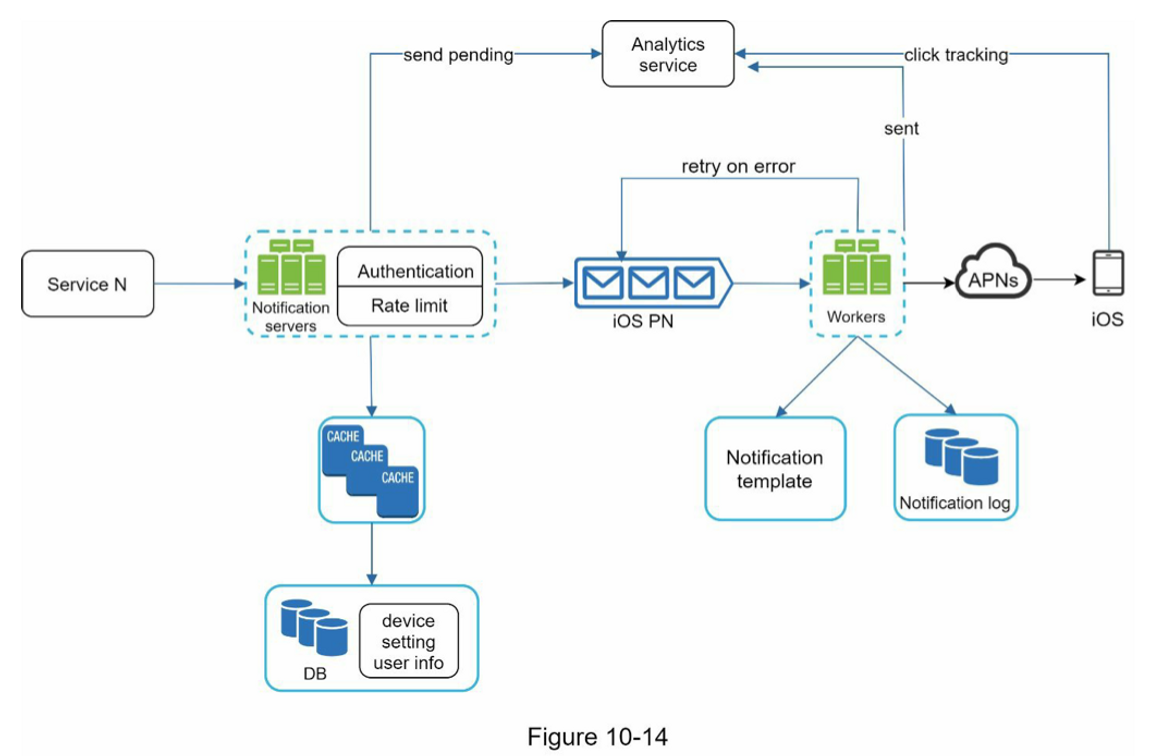 Analytics
service
send pending
click tracking
sent
retry on error
Service N
Notification
servers
Authentication
Rate limit
iOS PN
Workers
APNs
iOS
CACHE
CACHE
CACHE
Notification
template
Notification log
DB
device
setting
user info
Figure 10-14